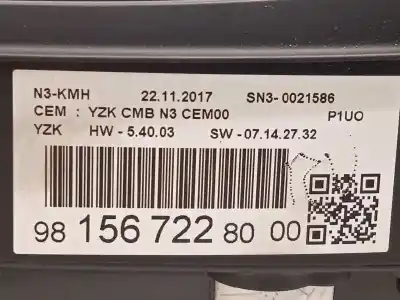 N3-KMH 22.11.2017 SN3- 0021586
CEM : YZK CMB N3 CEM00 P1UO
YZK HW - 5.40.03 SW - 07.14.27.32
98 156 722 80 00